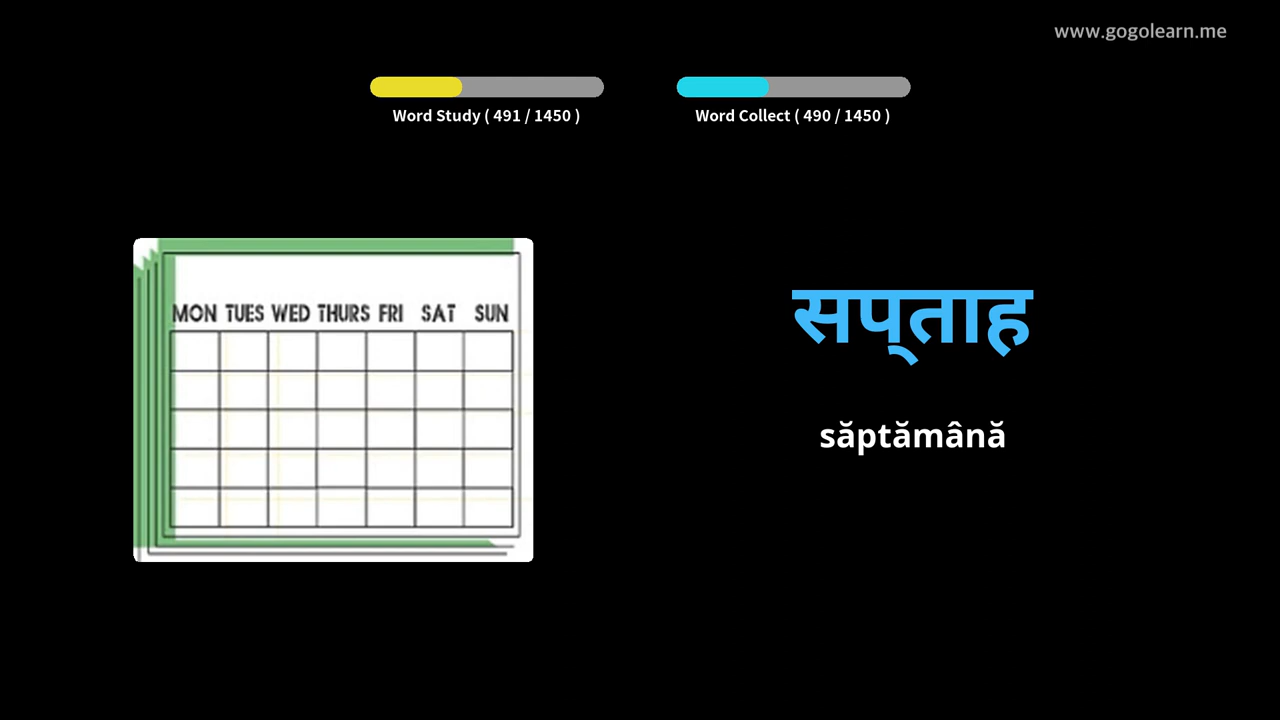 www.gogolearn.me
Word Study ( 491 / 1450 )
Word Collect ( 490 / 1450 )
MON TUES WED THURS FRI SAT SUN
सप्ताह
săptămână